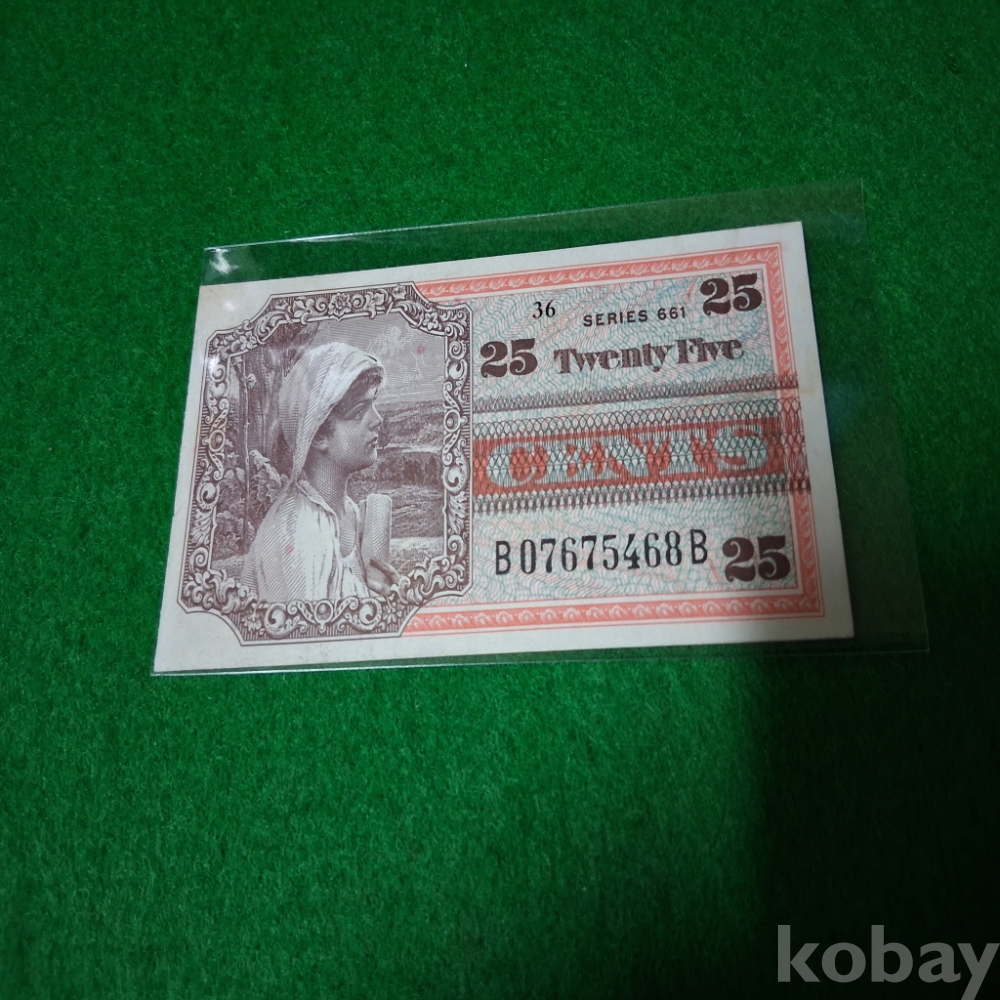 36 SERIES 661 25
25 Twenty Five
CENTS
B07675468B 25
kobay